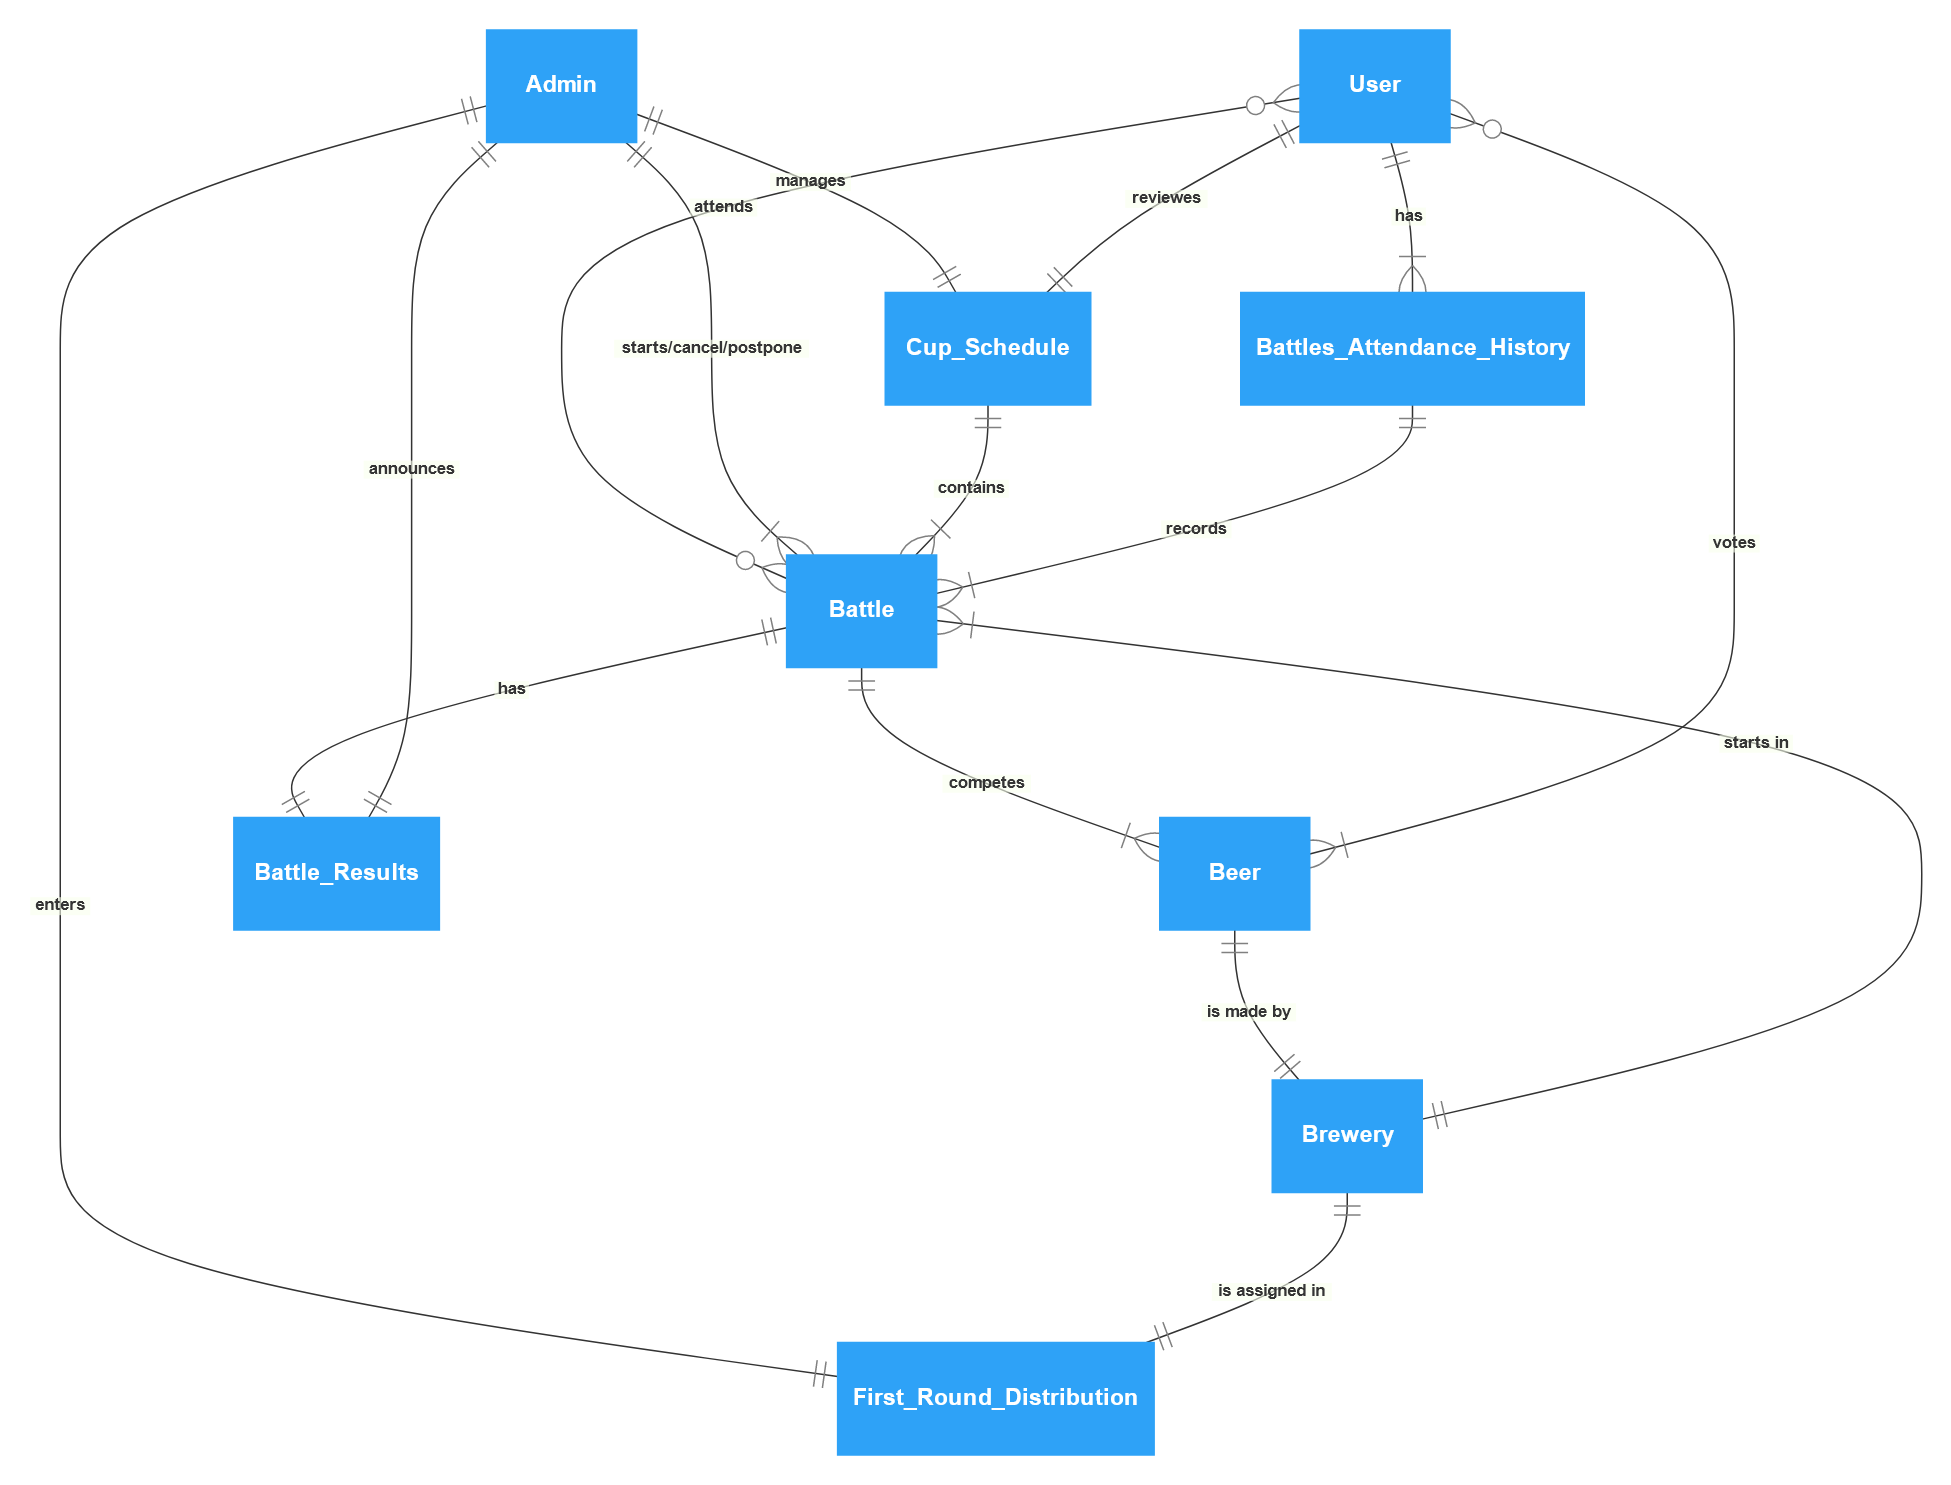 Admin
User
manages
reviewes
attends
has
starts/cancel/postpone
Cup_Schedule
Battles_Attendance_History
announces
contains
records
votes
Battle
has
starts in
competes
Battle_Results
Beer
enters
is made by
Brewery
is assigned in
First_Round_Distribution